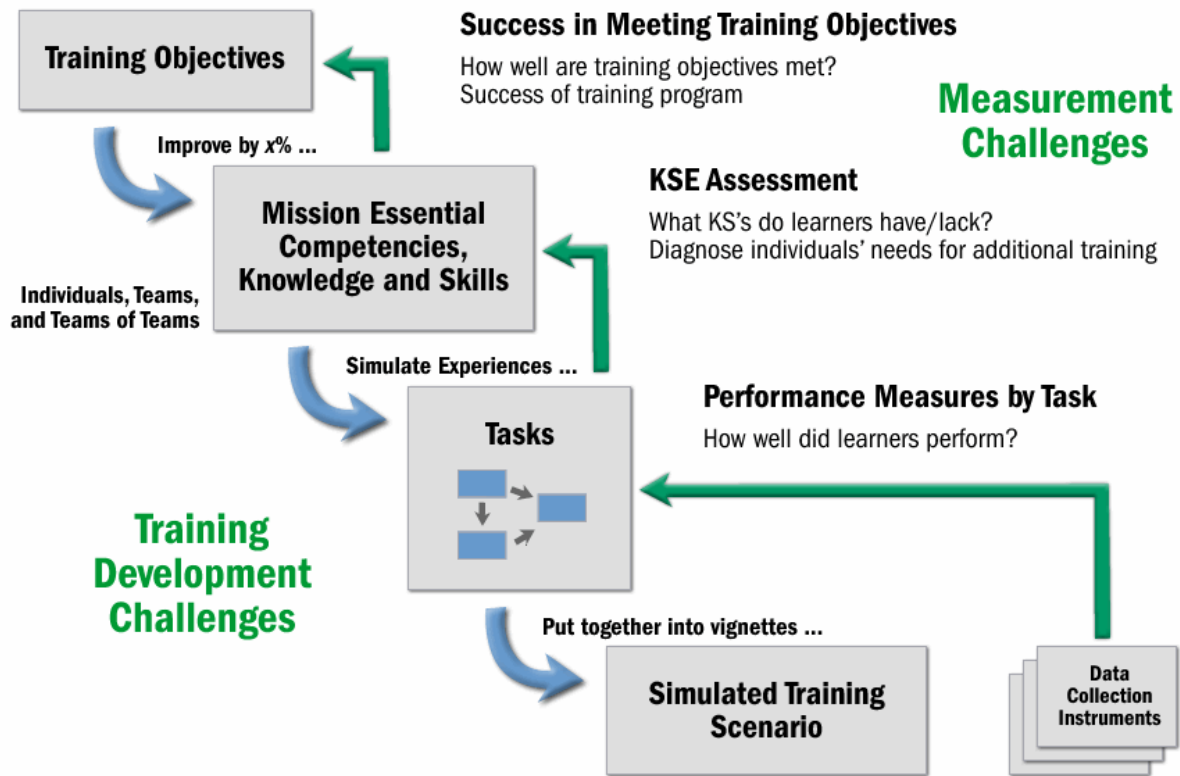 Training Objectives
Success in Meeting Training Objectives
How well are training objectives met?
Success of training program
Measurement
Challenges
Improve by x% ...
Mission Essential
Competencies,
Knowledge and Skills
KSE Assessment
What KS's do learners have/lack?
Diagnose individuals' needs for additional training
Individuals, Teams,
and Teams of Teams
Simulate Experiences ...
Tasks
Performance Measures by Task
How well did learners perform?
Training
Development
Challenges
Put together into vignettes ...
Simulated Training
Scenario
Data
Collection
Instruments